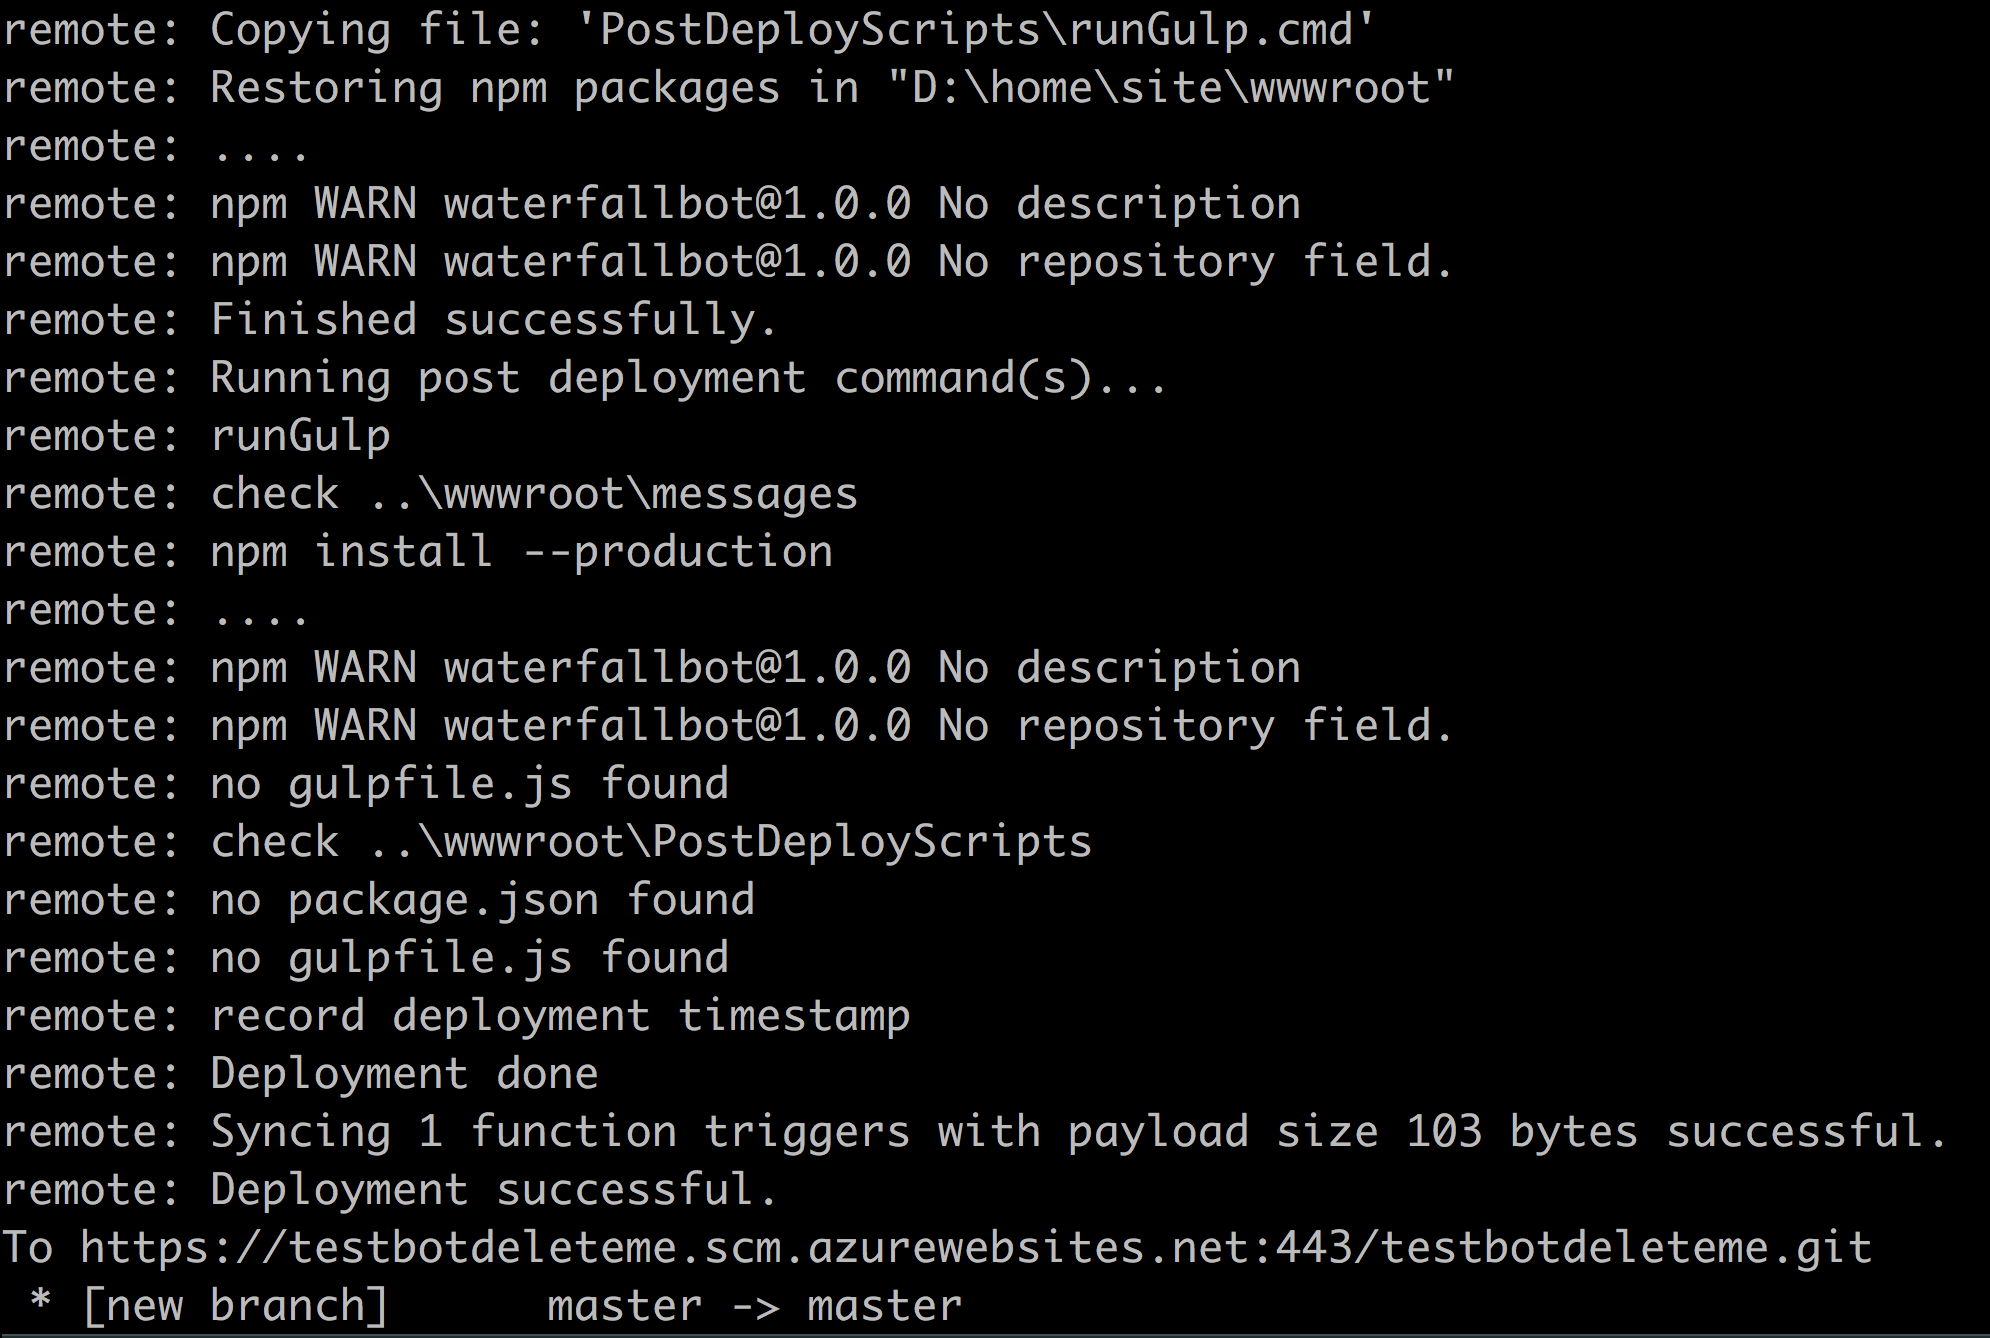 remote: Copying file: 'PostDeployScripts\runGulp.cmd'
remote: Restoring npm packages in "D:\home\site\wwwroot"
remote: ....
remote: npm WARN waterfallbot@1.0.0 No description
remote: npm WARN waterfallbot@1.0.0 No repository field.
remote: Finished successfully.
remote: Running post deployment command(s)...
remote: runGulp
remote: check ..\wwwroot\messages
remote: npm install --production
remote: ....
remote: npm WARN waterfallbot@1.0.0 No description
remote: npm WARN waterfallbot@1.0.0 No repository field.
remote: no gulpfile.js found
remote: check ..\wwwroot\PostDeployScripts
remote: no package.json found
remote: no gulpfile.js found
remote: record deployment timestamp
remote: Deployment done
remote: Syncing 1 function triggers with payload size 103 bytes successful.
remote: Deployment successful.
To https://testbotdeleteme.scm.azurewebsites.net:443/testbotdeleteme.git
 * [new branch]      master -> master